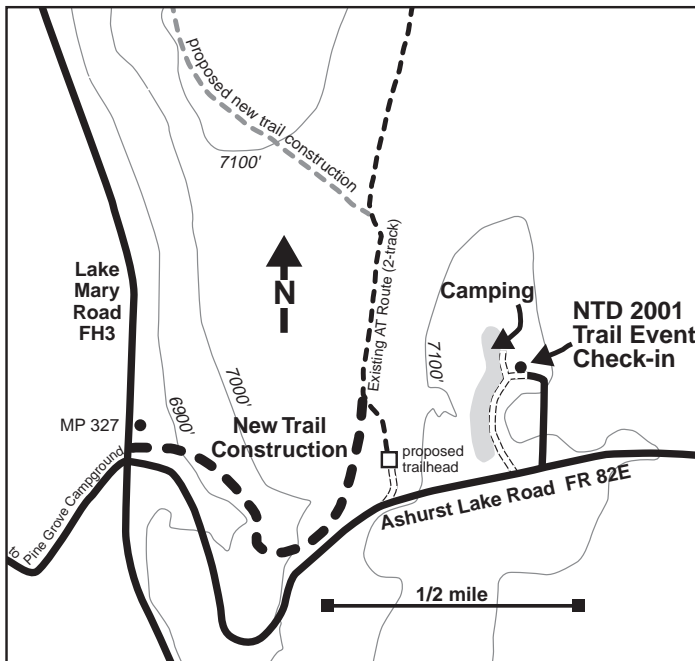 proposed new trail construction
7100'
Lake
Mary
Road
FH3
N
Existing AT Route (2-track)
Camping
NTD 2001
Trail Event
Check-in
7100'
7000'
6900'
MP 327
New Trail
Construction
proposed
trailhead
to Pine Grove Campground
Ashurst Lake Road FR 82E
1/2 mile